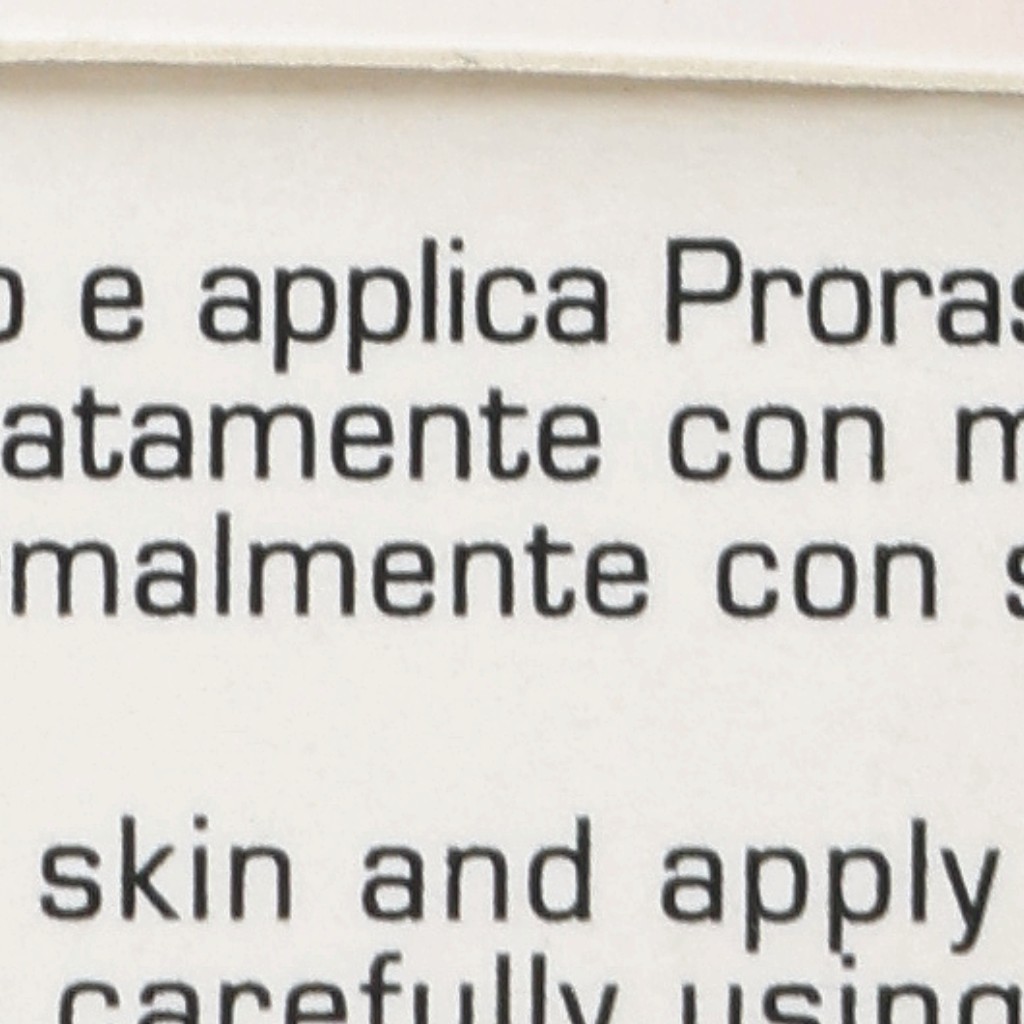 o e applica Proras
atamente con m
malmente con s
skin and apply
carefully using